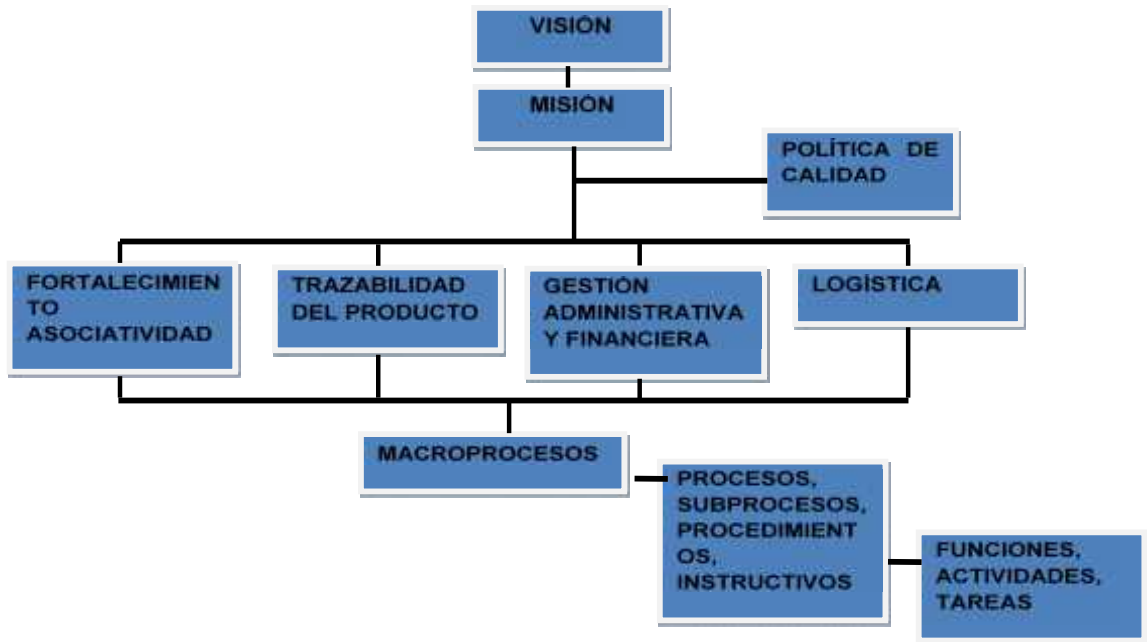 VISIÓN
MISIÓN
POLÍTICA DE
CALIDAD
FORTALECIMIEN
TO
ASOCIATIVIDAD
TRAZABILIDAD
DEL PRODUCTO
GESTIÓN
ADMINISTRATIVA
Y FINANCIERA
LOGÍSTICA
MACROPROCESOS
PROCESOS,
SUBPROCESOS,
PROCEDIMIENT
OS,
INSTRUCTIVOS
FUNCIONES,
ACTIVIDADES,
TAREAS